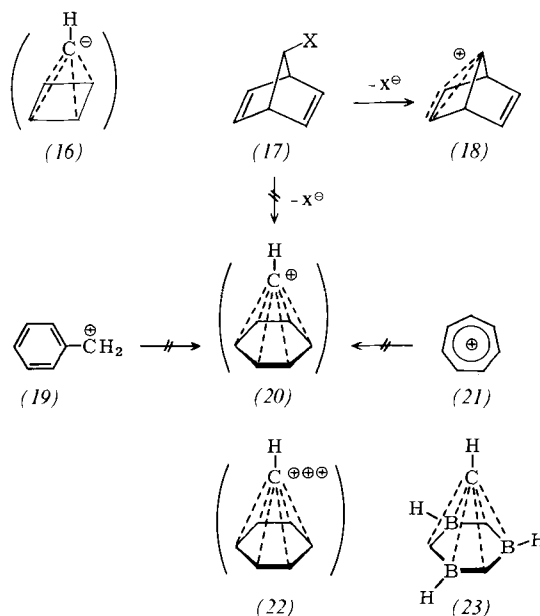 H
C ⊖
(16)
X
(17)
−X⊖
⊕
(18)
−X⊖
H
C ⊕
(20)
⊕
CH2
(19)
⊕
(21)
H
C ⊕⊕⊕
(22)
H
C
H
B
B
H
B
H
(23)